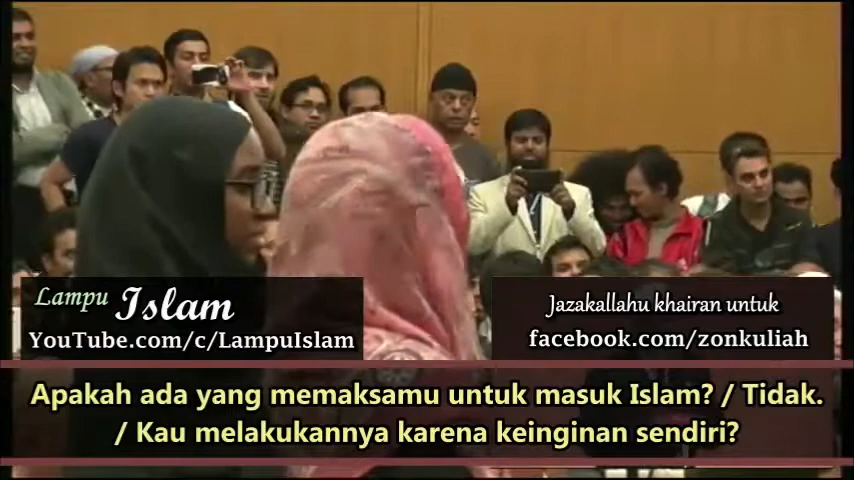 Lampu Islam
YouTube.com/c/LampuIslam
Jazakallahu khairan untuk
facebook.com/zonkuliah
Apakah ada yang memaksamu untuk masuk Islam? / Tidak.
/ Kau melakukannya karena keinginan sendiri?